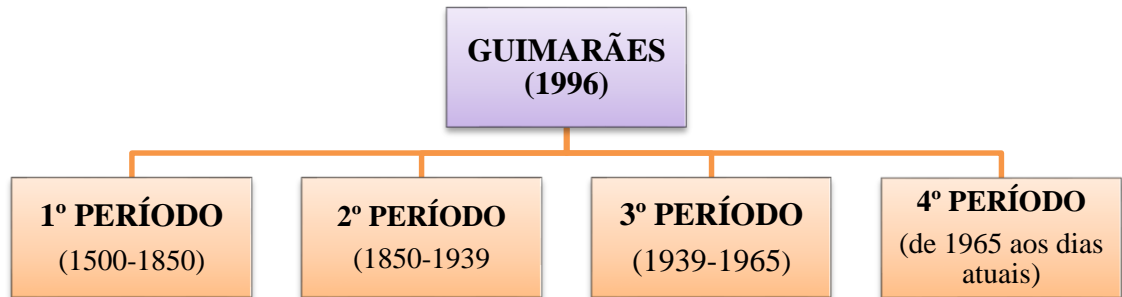 GUIMARÃES
(1996)
1º PERÍODO
(1500-1850)
2º PERÍODO
(1850-1939
3º PERÍODO
(1939-1965)
4º PERÍODO
(de 1965 aos dias
atuais)